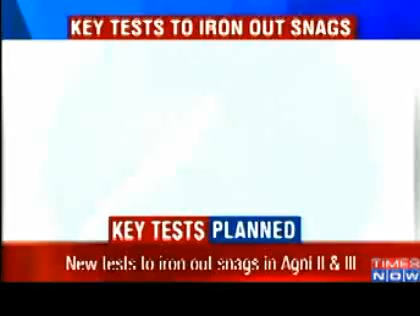 KEY TESTS TO IRON OUT SNAGS
KEY TESTS PLANNED
New tests to iron out snags in Agni II & III
TIMES
NOW